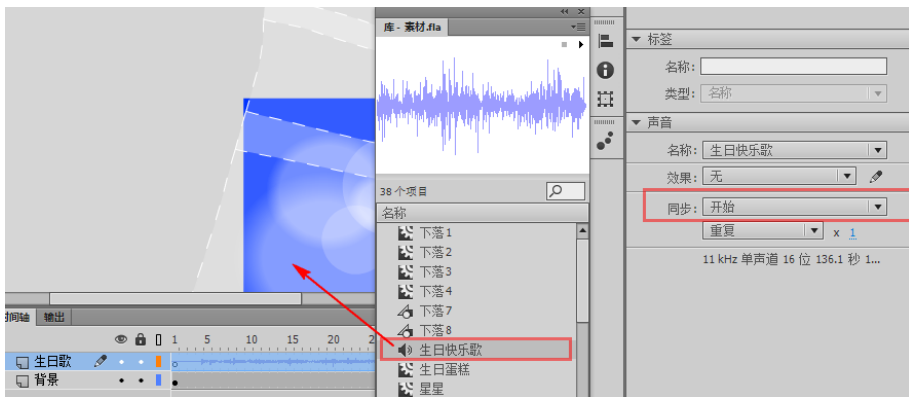 库 - 素材.fla
38 个项目
名称
下落1
下落2
下落3
下落4
下落7
下落8
生日快乐歌
生日蛋糕
星星
标签
名称:
类型: 名称
声音
名称: 生日快乐歌
效果: 无
同步: 开始
重复 x 1
11 kHz 单声道 16 位 136.1 秒 1...
时间轴 输出
1 5 10 15 20 2
生日歌
背景